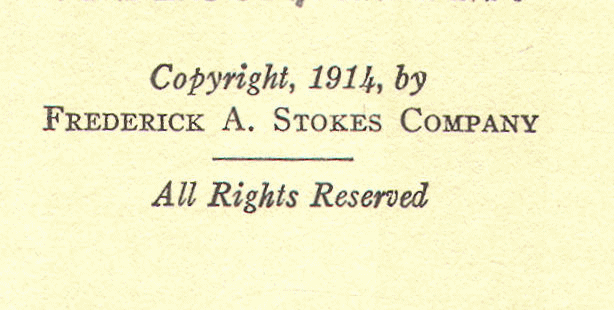 Copyright, 1914, by
FREDERICK A. STOKES COMPANY
All Rights Reserved